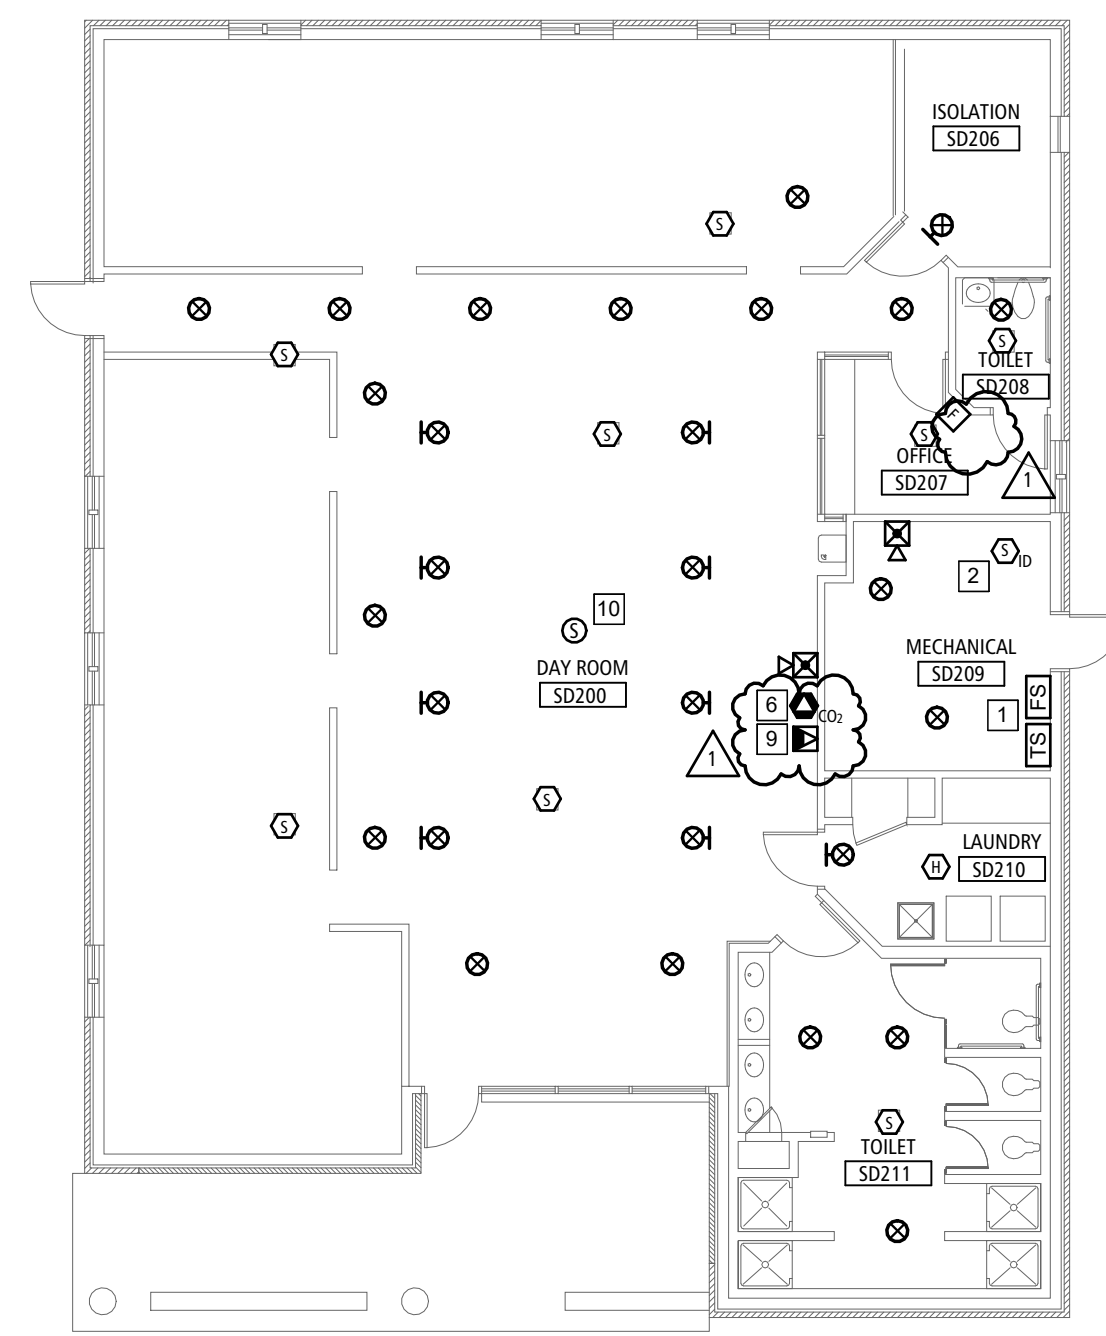 ISOLATION
SD206
S
S
S
TOILET
SD208
F
S
S
OFFICE
SD207
1
S
ID
2
10
S
DAY ROOM
SD200
MECHANICAL
SD209
FS
1
TS
6
CO2
9
1
S
S
LAUNDRY
H
SD210
S
TOILET
SD211